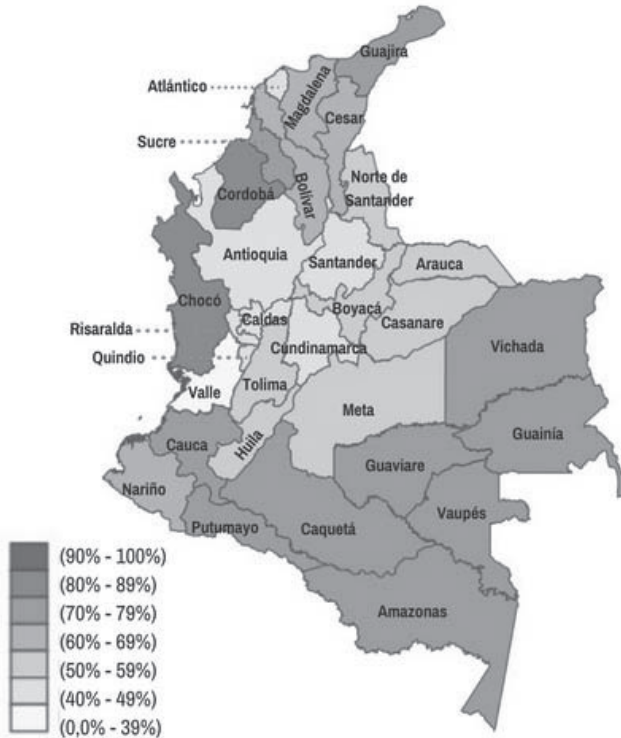 Guajira
Atlántico
Magdalena
Cesar
Sucre
Norte de
Santander
Cordobá
Bolívar
Antioquia
Santander
Arauca
Chocó
Boyacá
Caldas
Casanare
Risaralda
Cundinamarca
Quindio
Vichada
Valle
Tolima
Meta
Guainía
Huila
Cauca
Guaviare
Nariño
Vaupés
Putumayo
Caquetá
Amazonas
(90% - 100%)
(80% - 89%)
(70% - 79%)
(60% - 69%)
(50% - 59%)
(40% - 49%)
(0,0% - 39%)